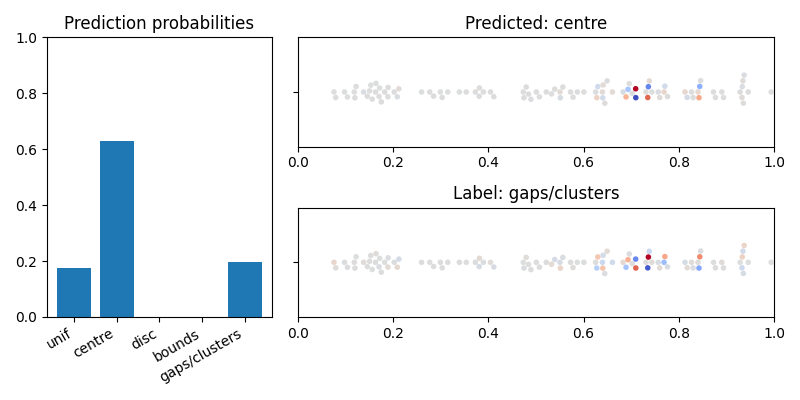 Prediction probabilities
1.0
0.8
0.6
0.4
0.2
0.0
unif
centre
disc
bounds
gaps/clusters
Predicted: centre
0.0 0.2 0.4 0.6 0.8 1.0
Label: gaps/clusters
0.0 0.2 0.4 0.6 0.8 1.0